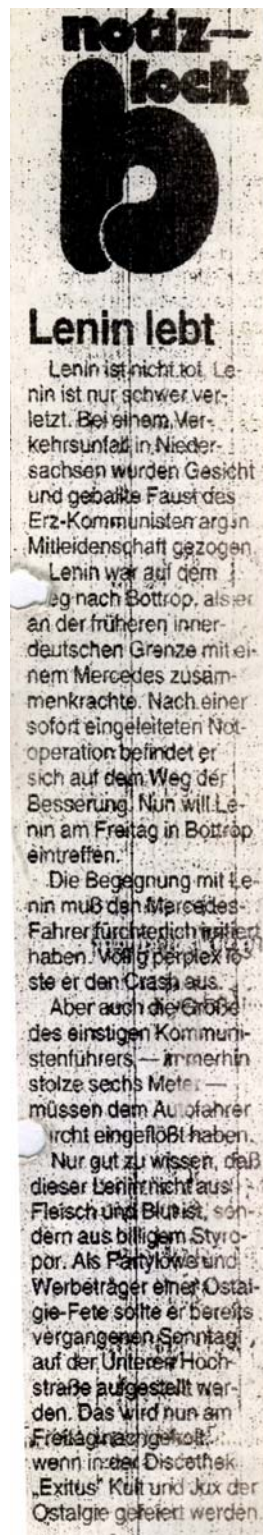 notiz-
block
Lenin lebt
Lenin ist nicht tot. Le-
nin ist nur schwer ver-
letzt. Bei einem Ver-
kehrsunfall in Nieder-
sachsen wurden Gesicht
und geballte Faust des
Erz-Kommunisten arg in
Mitleidenschaft gezogen.
Lenin war auf dem
eg nach Bottrop, als er
an der früheren inner-
deutschen Grenze mit ei-
nem Mercedes zusam-
menkrachte. Nach einer
sofort eingeleiteten Not-
operation befindet er
sich auf dem Weg der
Besserung. Nun will Le-
nin am Freitag in Bottrop
eintreffen.
Die Begegnung mit Le-
nin muß den Mercedes-
Fahrer fürchterlich irritiert
haben. Völlig perplex lö-
ste er den Crash aus.
Aber auch die Größe
des einstigen Kommuni-
stenführers — immerhin
stolze sechs Meter —
müssen dem Autofahrer
rcht eingeflößt haben.
Nur gut zu wissen, daß
dieser Lenin nicht aus
Fleisch und Blut ist, son-
dern aus billigem Styro-
por. Als Partylöwe und
Werbeträger einer Ostal-
gie-Fete sollte er bereits
vergangenen Sonntag
auf der Unteren Hoch-
straße aufgestellt wer-
den. Das wird nun am
Freitag nachgeholt,
wenn in der Discothek
„Exitus“ Kult und Jux der
Ostalgie gefeiert werden.